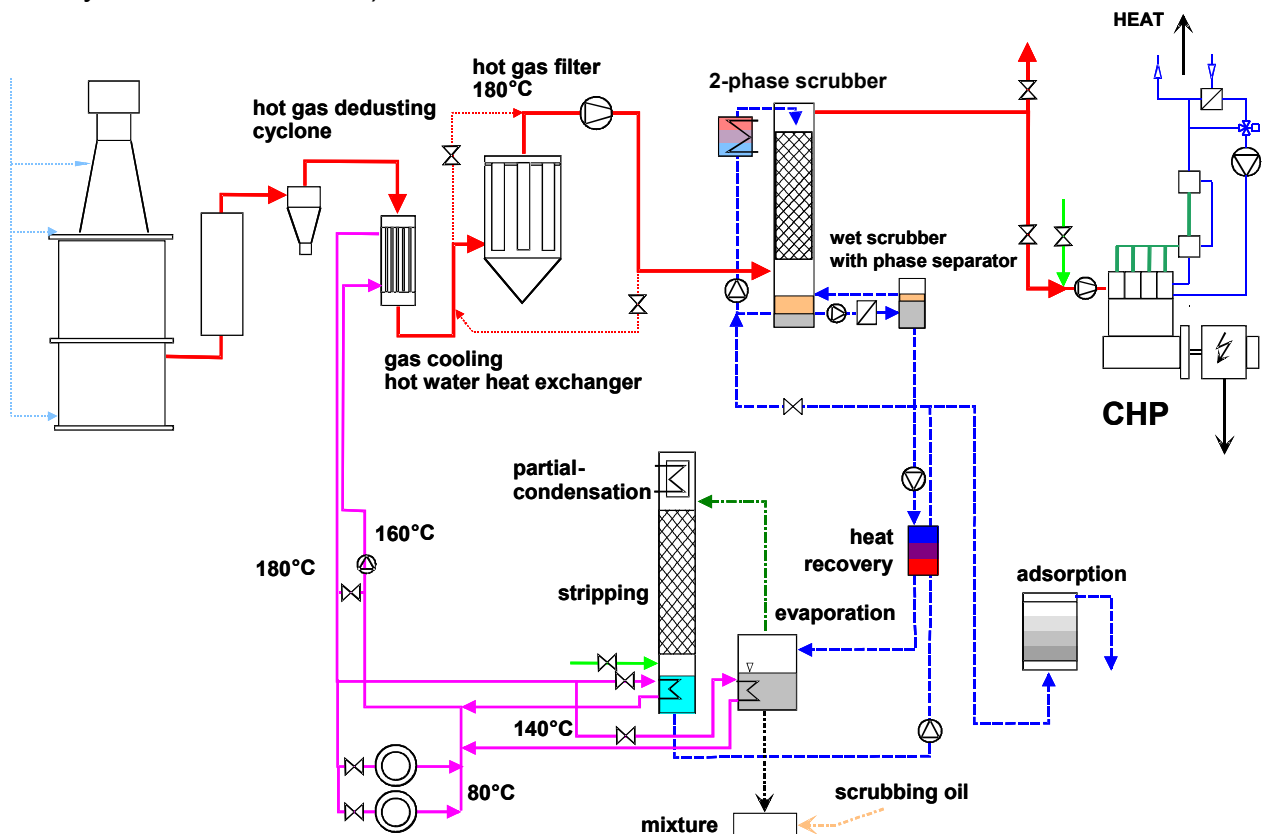 HEAT
hot gas filter
180°C
2-phase scrubber
hot gas dedusting
cyclone
wet scrubber
with phase separator
gas cooling
hot water heat exchanger
CHP
partial-
condensation
160°C
heat
recovery
180°C
adsorption
stripping
evaporation
140°C
80°C
scrubbing oil
mixture